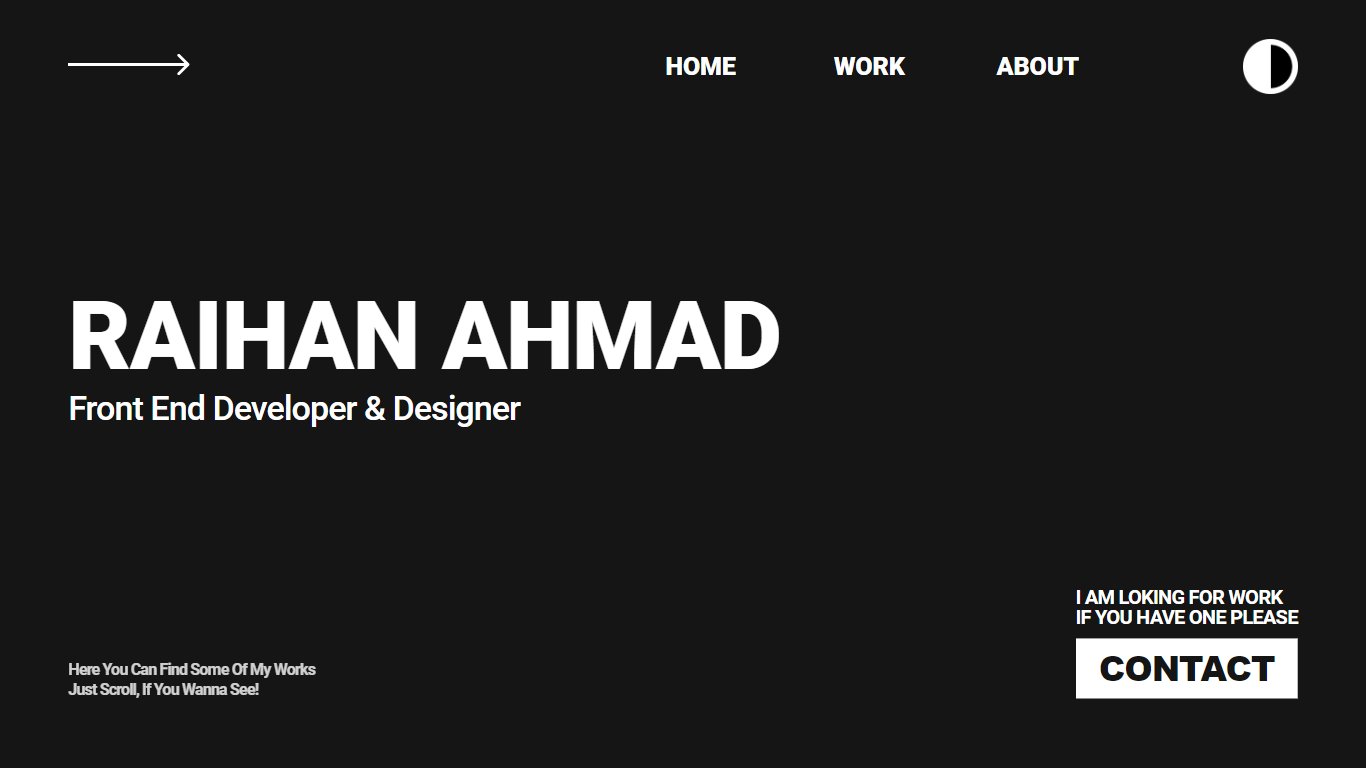 HOME WORK ABOUT
RAIHAN AHMAD
Front End Developer & Designer
I AM LOKING FOR WORK
IF YOU HAVE ONE PLEASE
CONTACT
Here You Can Find Some Of My Works
Just Scroll, If You Wanna See!